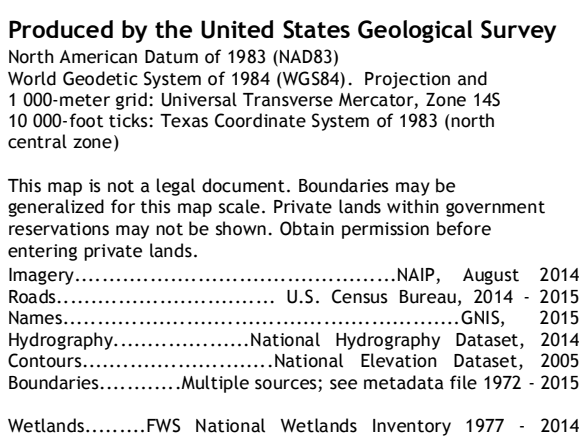 Produced by the United States Geological Survey
North American Datum of 1983 (NAD83)
World Geodetic System of 1984 (WGS84).  Projection and
1 000-meter grid: Universal Transverse Mercator, Zone 14S
10 000-foot ticks: Texas Coordinate System of 1983 (north
central zone)
This map is not a legal document. Boundaries may be
generalized for this map scale. Private lands within government
reservations may not be shown. Obtain permission before
entering private lands.
Imagery..............................................NAIP, August 2014
Roads............................... U.S. Census Bureau, 2014 - 2015
Names.........................................................GNIS, 2015
Hydrography...................National Hydrography Dataset, 2014
Contours...........................National Elevation Dataset, 2005
Boundaries............Multiple sources; see metadata file 1972 - 2015
Wetlands.........FWS National Wetlands Inventory 1977 - 2014